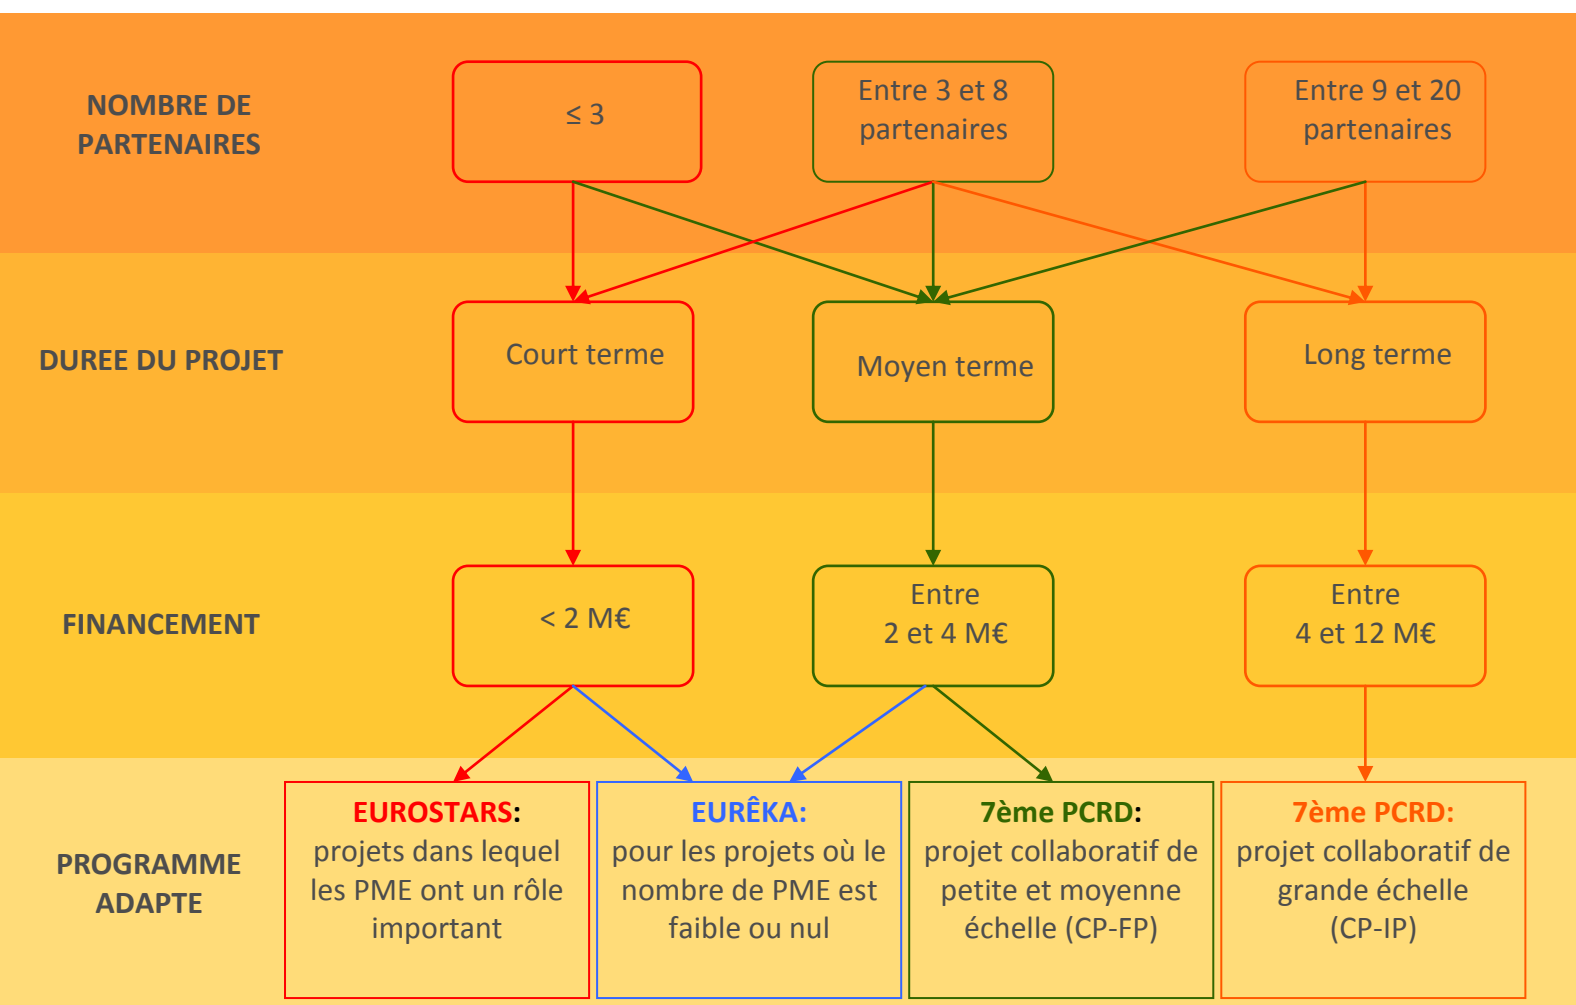 NOMBRE DE
PARTENAIRES
≤ 3
Entre 3 et 8
partenaires
Entre 9 et 20
partenaires
DUREE DU PROJET
Court terme
Moyen terme
Long terme
FINANCEMENT
< 2 M€
Entre
2 et 4 M€
Entre
4 et 12 M€
PROGRAMME
ADAPTE
EUROSTARS:
projets dans lequel
les PME ont un rôle
important
EURÊKA:
pour les projets où le
nombre de PME est
faible ou nul
7ème PCRD:
projet collaboratif de
petite et moyenne
échelle (CP-FP)
7ème PCRD:
projet collaboratif de
grande échelle
(CP-IP)